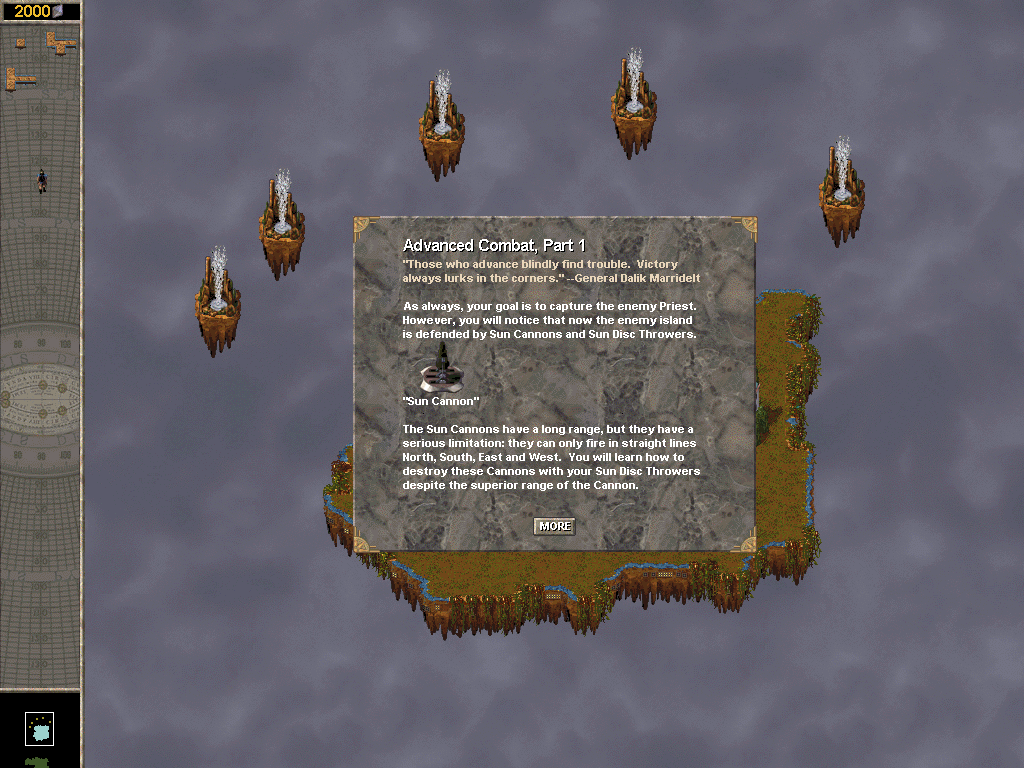 2000
Advanced Combat, Part 1
"Those who advance blindly find trouble. Victory
always lurks in the corners." --General Dalik Marridelt
As always, your goal is to capture the enemy Priest.
However, you will notice that now the enemy island
is defended by Sun Cannons and Sun Disc Throwers.
"Sun Cannon"
The Sun Cannons have a long range, but they have a
serious limitation: they can only fire in straight lines
North, South, East and West. You will learn how to
destroy these Cannons with your Sun Disc Throwers
despite the superior range of the Cannon.
MORE